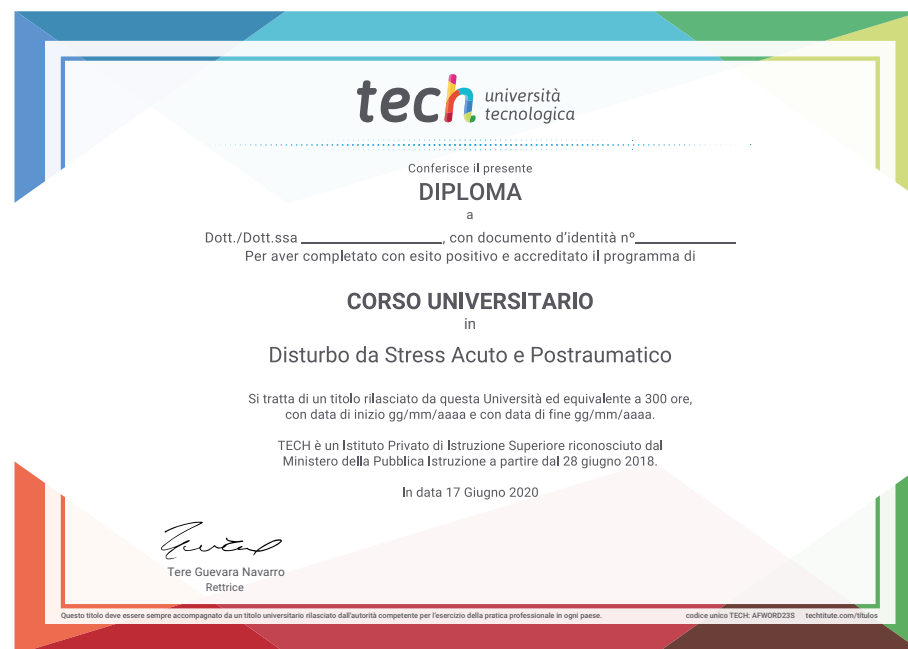 tech università
tecnologica
Conferisce il presente
DIPLOMA
a
Dott./Dott.ssa ___________________, con documento d'identità nº______________
Per aver completato con esito positivo e accreditato il programma di
CORSO UNIVERSITARIO
in
Disturbo da Stress Acuto e Postraumatico
Si tratta di un titolo rilasciato da questa Università ed equivalente a 300 ore,
con data di inizio gg/mm/aaaa e con data di fine gg/mm/aaaa.
TECH è un Istituto Privato di Istruzione Superiore riconosciuto dal
Ministero della Pubblica Istruzione a partire dal 28 giugno 2018.
In data 17 Giugno 2020
Tere Guevara Navarro
Rettrice
Questo titolo deve essere sempre accompagnato da un titolo universitario rilasciato dall'autorità competente per l'esercizio della pratica professionale in ogni paese. codice unico TECH: AFWORD23S techtitute.com/titulos